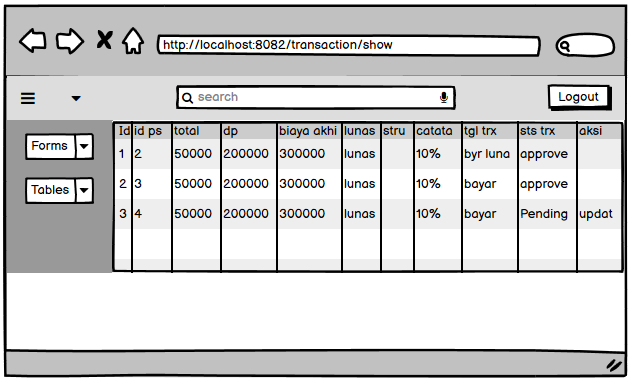 http://localhost:8082/transaction/show
search
Logout
Forms
Tables
Id id ps total dp biaya akhi lunas stru catata tgl trx sts trx aksi
1 2 50000 200000 300000 lunas 10% byr luna approve
2 3 50000 200000 300000 lunas 10% bayar approve
3 4 50000 200000 300000 lunas 10% bayar Pending updat